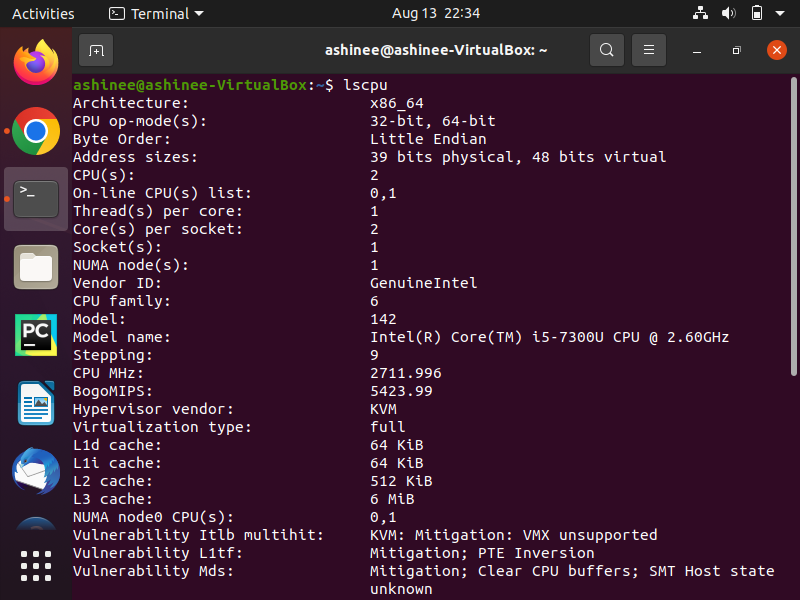 Activities Terminal Aug 13 22:34
ashinee@ashinee-VirtualBox: ~
ashinee@ashinee-VirtualBox:~$ lscpu
Architecture: x86_64
CPU op-mode(s): 32-bit, 64-bit
Byte Order: Little Endian
Address sizes: 39 bits physical, 48 bits virtual
CPU(s): 2
On-line CPU(s) list: 0,1
Thread(s) per core: 1
Core(s) per socket: 2
Socket(s): 1
NUMA node(s): 1
Vendor ID: GenuineIntel
CPU family: 6
Model: 142
Model name: Intel(R) Core(TM) i5-7300U CPU @ 2.60GHz
Stepping: 9
CPU MHz: 2711.996
BogoMIPS: 5423.99
Hypervisor vendor: KVM
Virtualization type: full
L1d cache: 64 KiB
L1i cache: 64 KiB
L2 cache: 512 KiB
L3 cache: 6 MiB
NUMA node0 CPU(s): 0,1
Vulnerability Itlb multihit: KVM: Mitigation: VMX unsupported
Vulnerability L1tf: Mitigation; PTE Inversion
Vulnerability Mds: Mitigation; Clear CPU buffers; SMT Host state
unknown
>_
PC